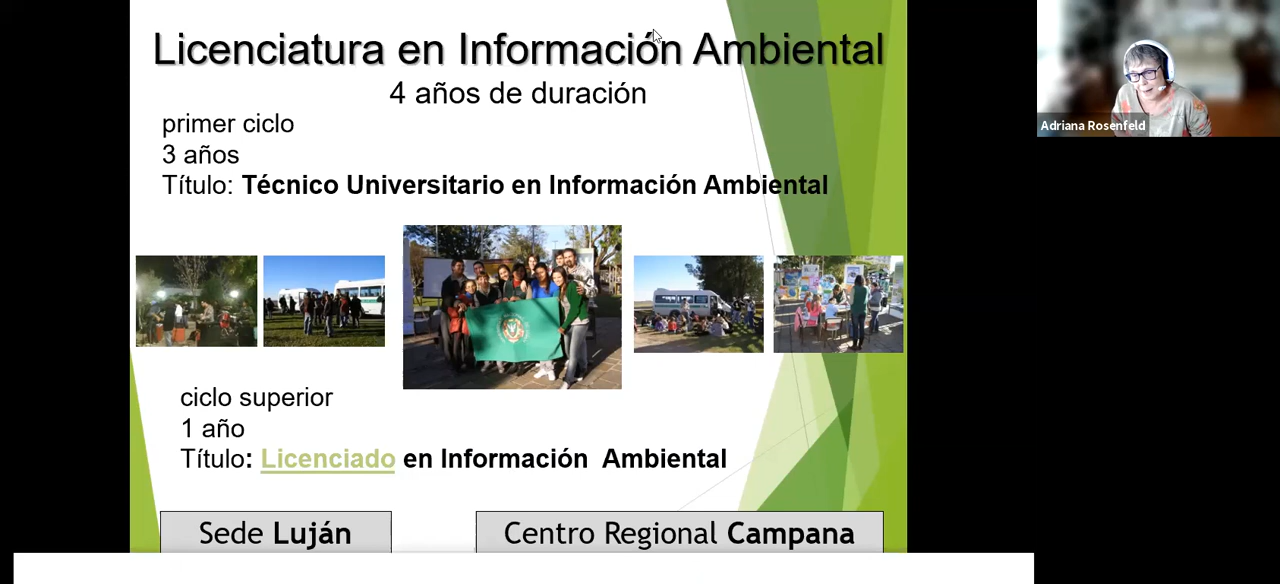 Licenciatura en Información Ambiental
4 años de duración
primer ciclo
3 años
Título: Técnico Universitario en Información Ambiental
ciclo superior
1 año
Título: Licenciado en Información Ambiental
Sede Luján
Centro Regional Campana
Adriana Rosenfeld